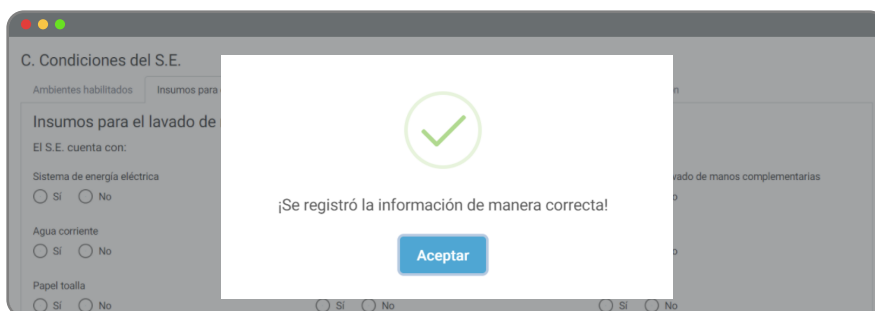 C. Condiciones del S.E.
Ambientes habilitados Insumos para
Insumos para el lavado de
El S.E. cuenta con:
Sistema de energía eléctrica
vado de manos complementarias
Sí No
¡Se registró la información de manera correcta!
Agua corriente
Sí No
Aceptar
Papel toalla
Sí No Sí No Sí No